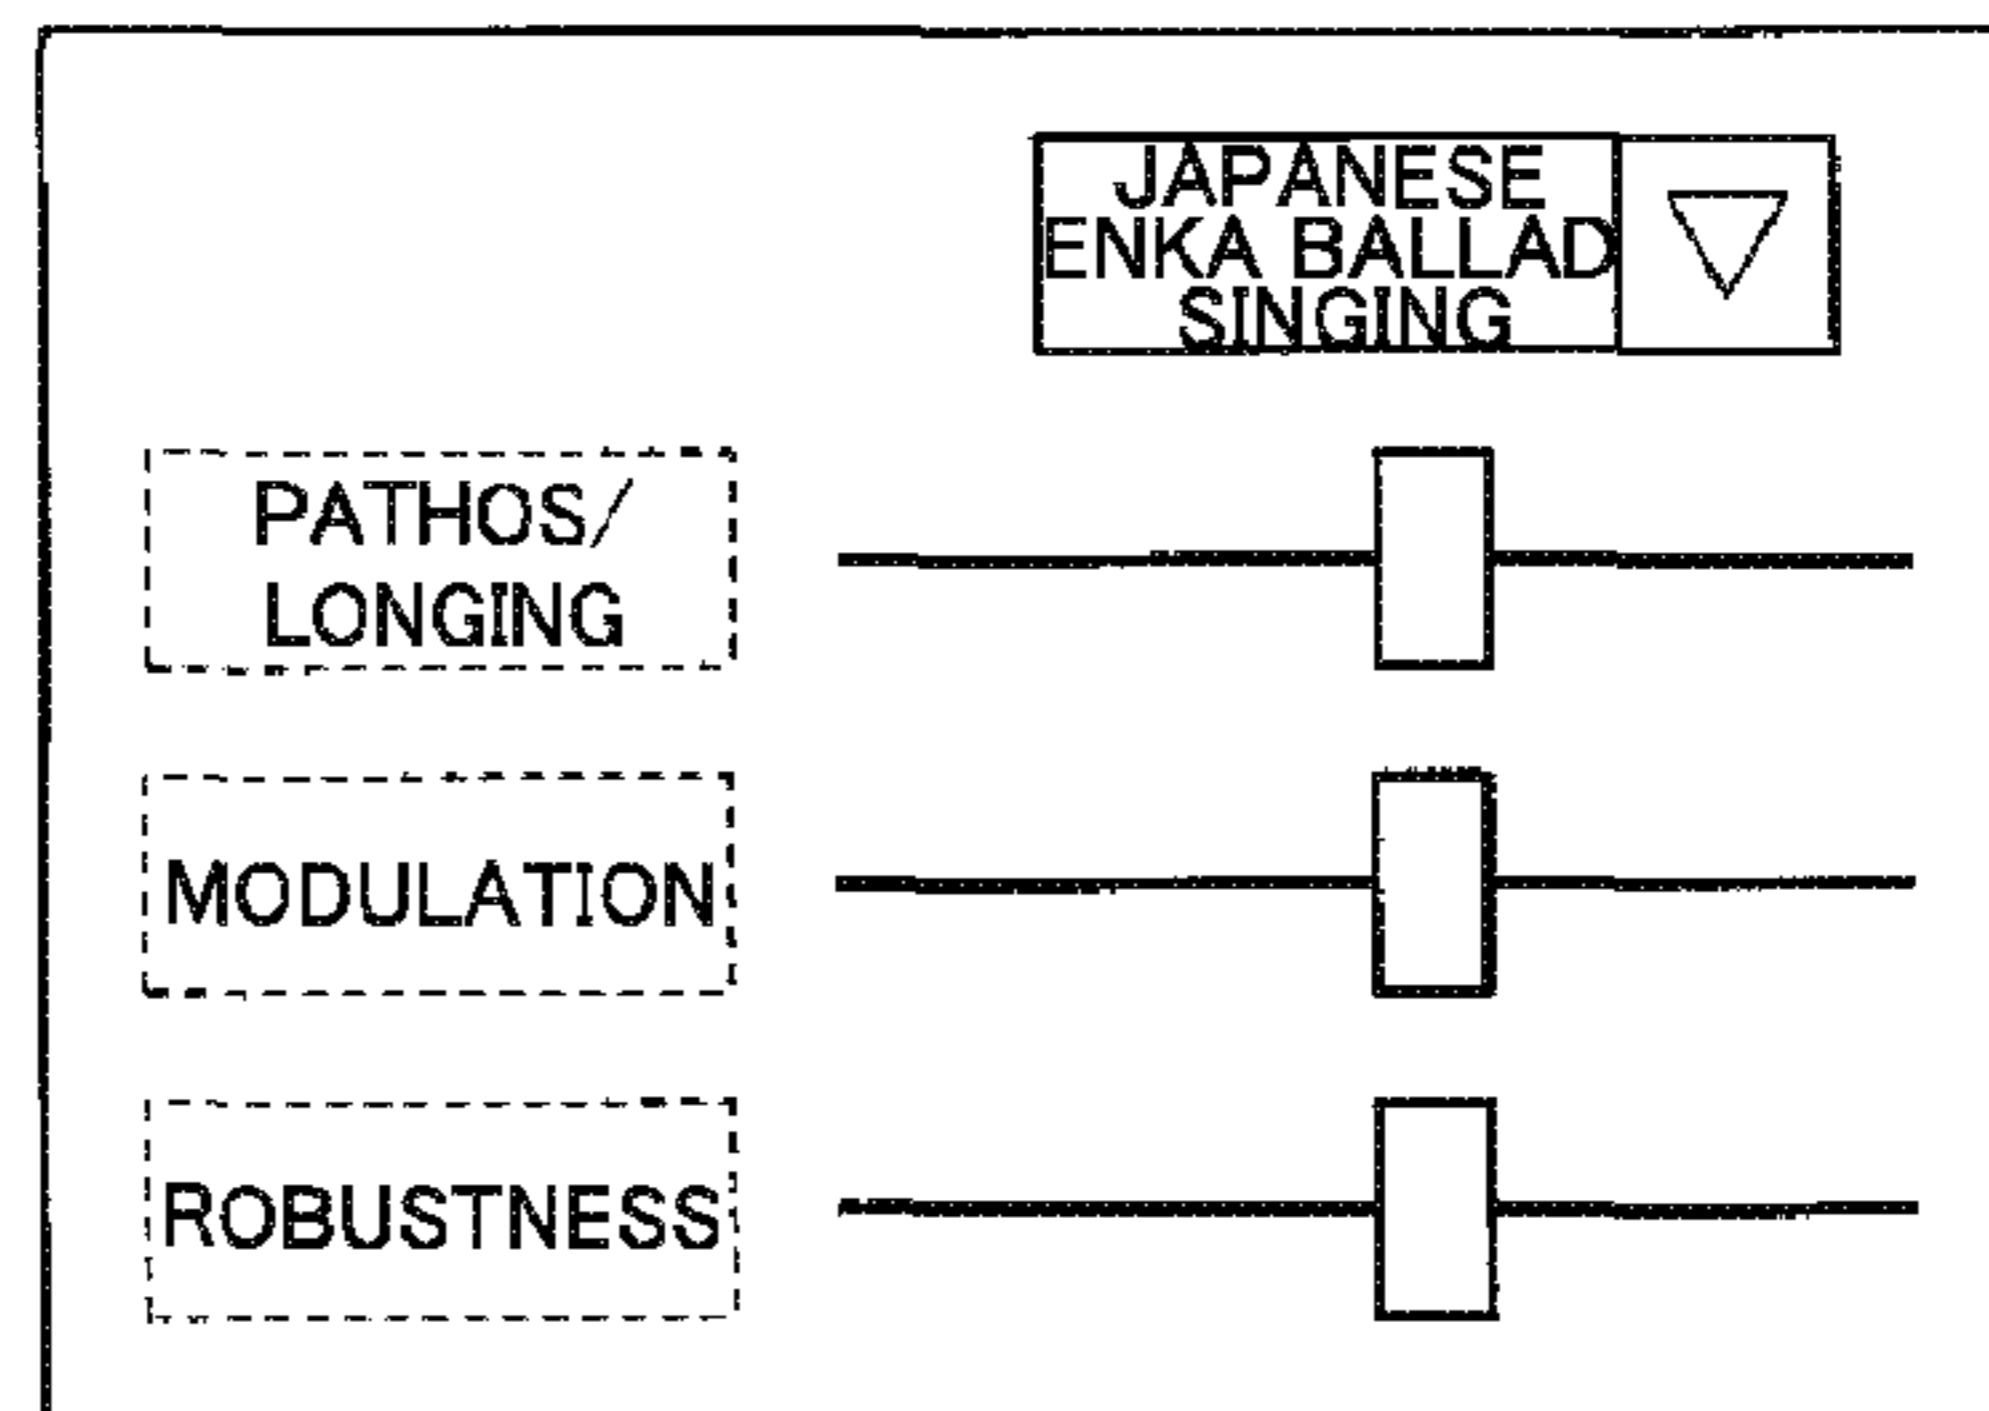 JAPANESE
ENKA BALLAD
SINGING
PATHOS/
LONGING
MODULATION
ROBUSTNESS